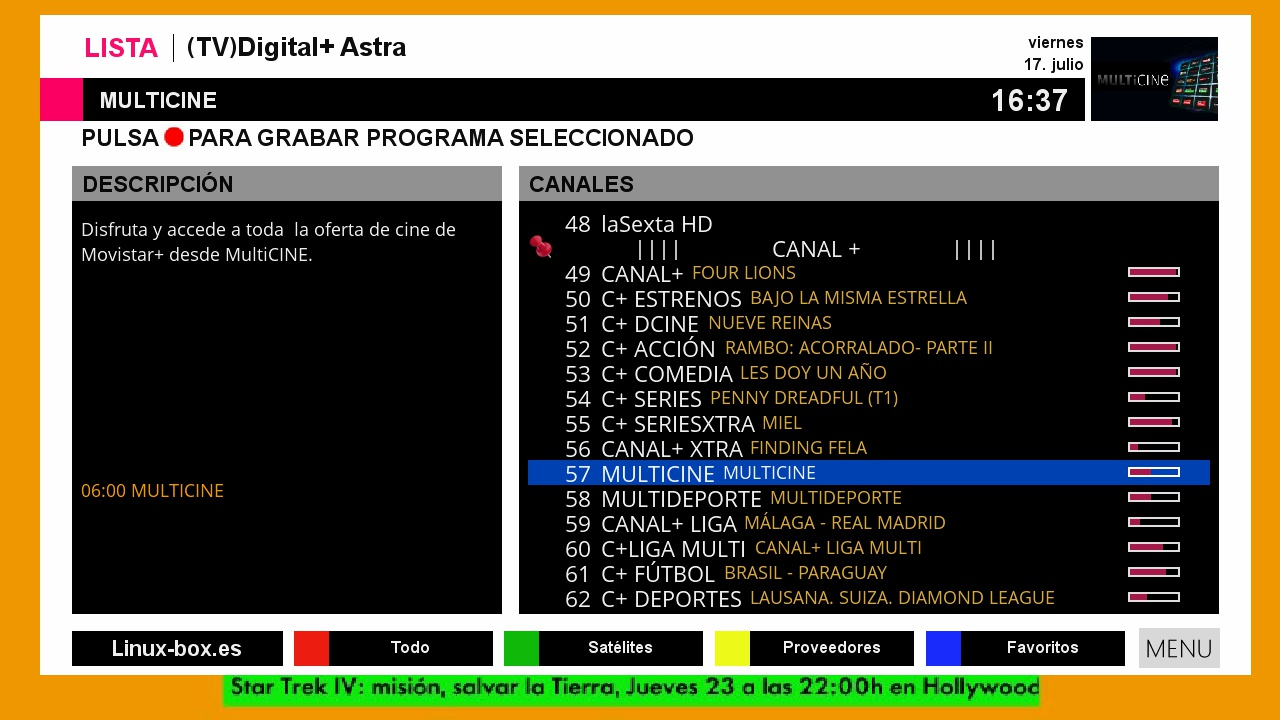 LISTA | (TV)Digital+ Astra
viernes
17. julio
MULTICINE
MULTICINE 16:37
PULSA PARA GRABAR PROGRAMA SELECCIONADO
DESCRIPCIÓN
Disfruta y accede a toda la oferta de cine de
Movistar+ desde MultiCINE.
06:00 MULTICINE
CANALES
48 laSexta HD
|||| CANAL + ||||
49 CANAL+ FOUR LIONS
50 C+ ESTRENOS BAJO LA MISMA ESTRELLA
51 C+ DCINE NUEVE REINAS
52 C+ ACCIÓN RAMBO: ACORRALADO- PARTE II
53 C+ COMEDIA LES DOY UN AÑO
54 C+ SERIES PENNY DREADFUL (T1)
55 C+ SERIESXTRA MIEL
56 CANAL+ XTRA FINDING FELA
57 MULTICINE MULTICINE
58 MULTIDEPORTE MULTIDEPORTE
59 CANAL+ LIGA MÁLAGA - REAL MADRID
60 C+LIGA MULTI CANAL+ LIGA MULTI
61 C+ FÚTBOL BRASIL - PARAGUAY
62 C+ DEPORTES LAUSANA. SUIZA. DIAMOND LEAGUE
Linux-box.es Todo Satélites Proveedores Favoritos MENU
Star Trek IV: misión, salvar la Tierra, Jueves 23 a las 22:00h en Hollywood